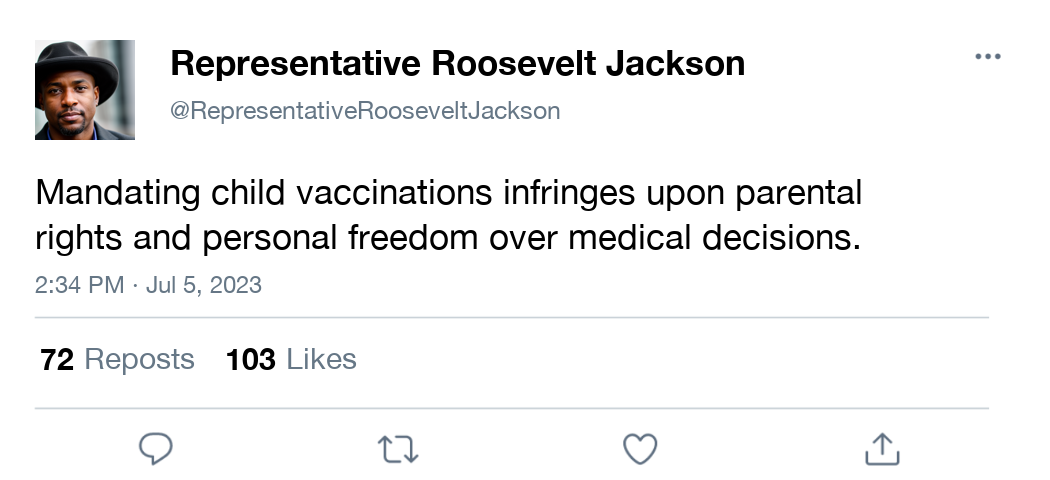 Representative Roosevelt Jackson
@RepresentativeRooseveltJackson
Mandating child vaccinations infringes upon parental
rights and personal freedom over medical decisions.
2:34 PM · Jul 5, 2023
72 Reposts 103 Likes